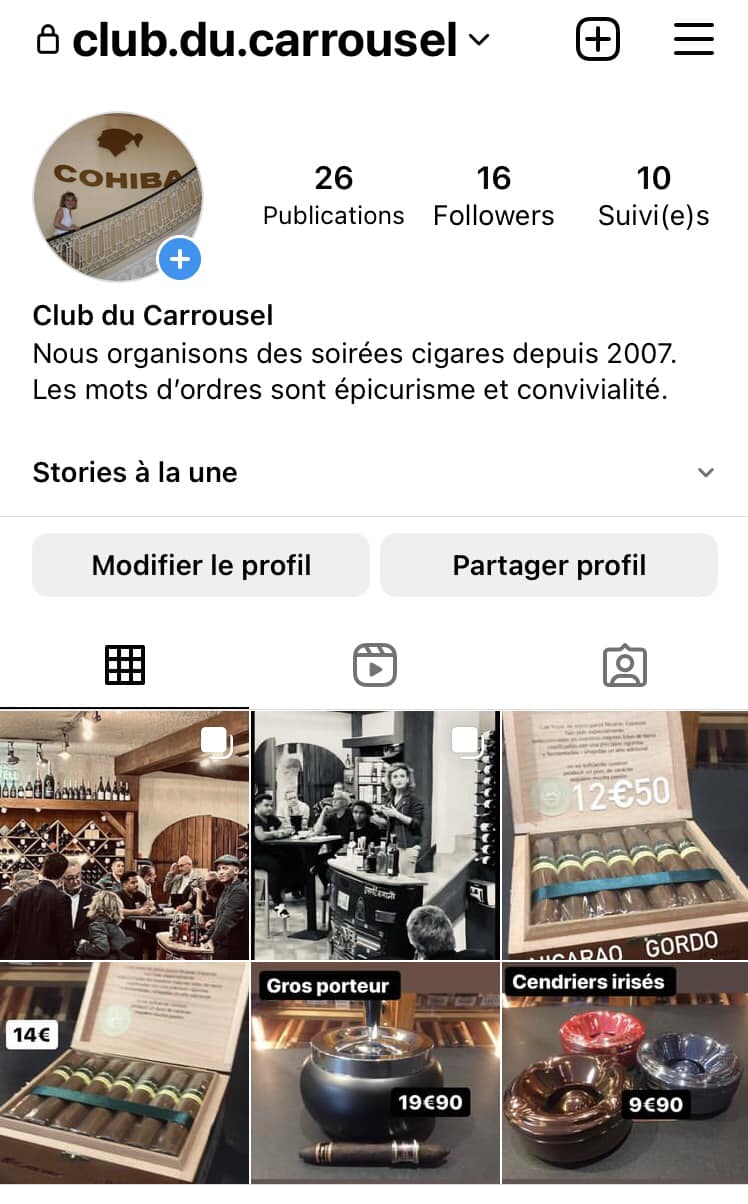 club.du.carrousel
COHIBA
26
Publications
16
Followers
10
Suivi(e)s
Club du Carrousel
Nous organisons des soirées cigares depuis 2007.
Les mots d’ordres sont épicurisme et convivialité.
Stories à la une
Modifier le profil
Partager profil
12€50
GORDO
14€
Gros porteur
19€90
Cendriers irisés
9€90